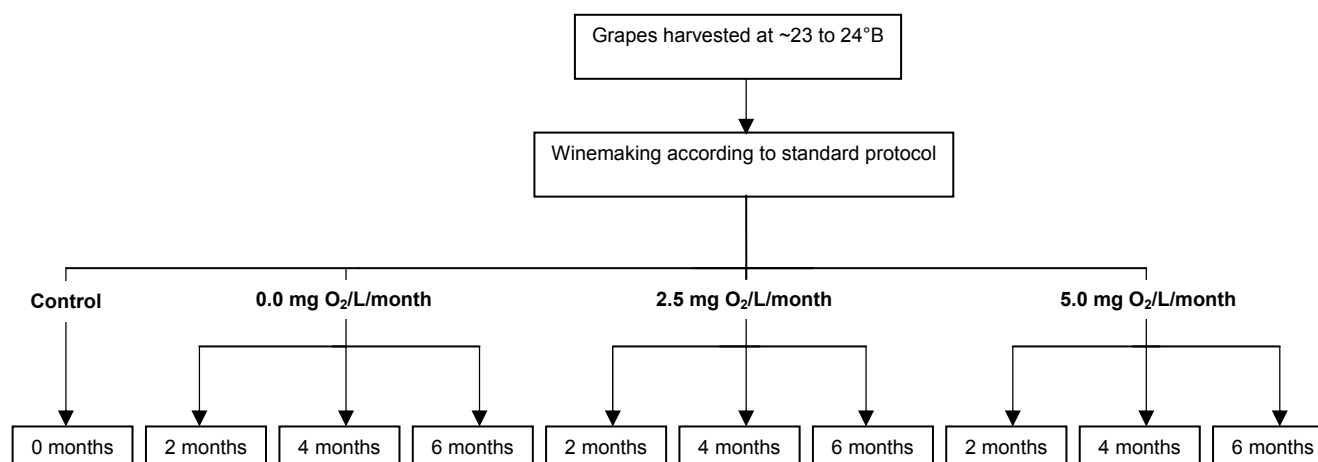 Grapes harvested at ~23 to 24°B
Winemaking according to standard protocol
Control
0.0 mg O₂/L/month
2.5 mg O₂/L/month
5.0 mg O₂/L/month
0 months
2 months
4 months
6 months
2 months
4 months
6 months
2 months
4 months
6 months